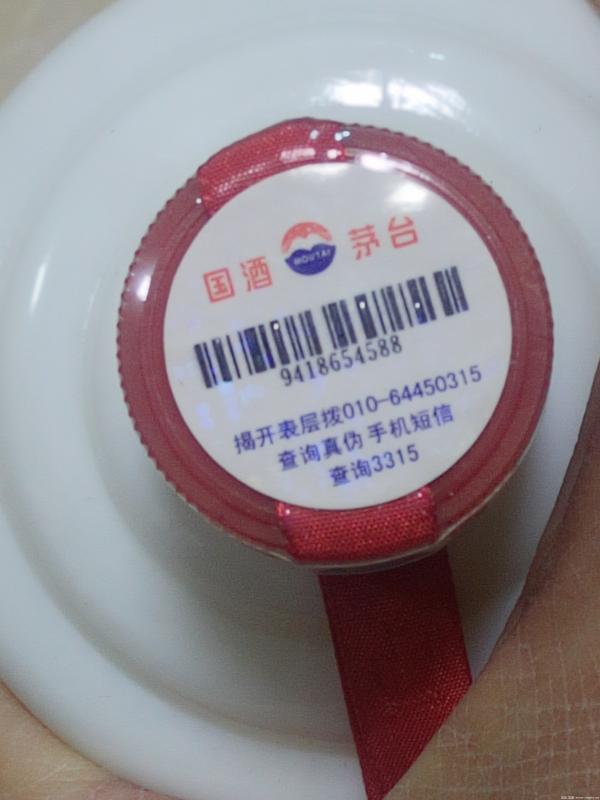 国酒 MOUTAI 茅台
9418654588
揭开表层拨010-64450315
查询真伪 手机短信
查询3315